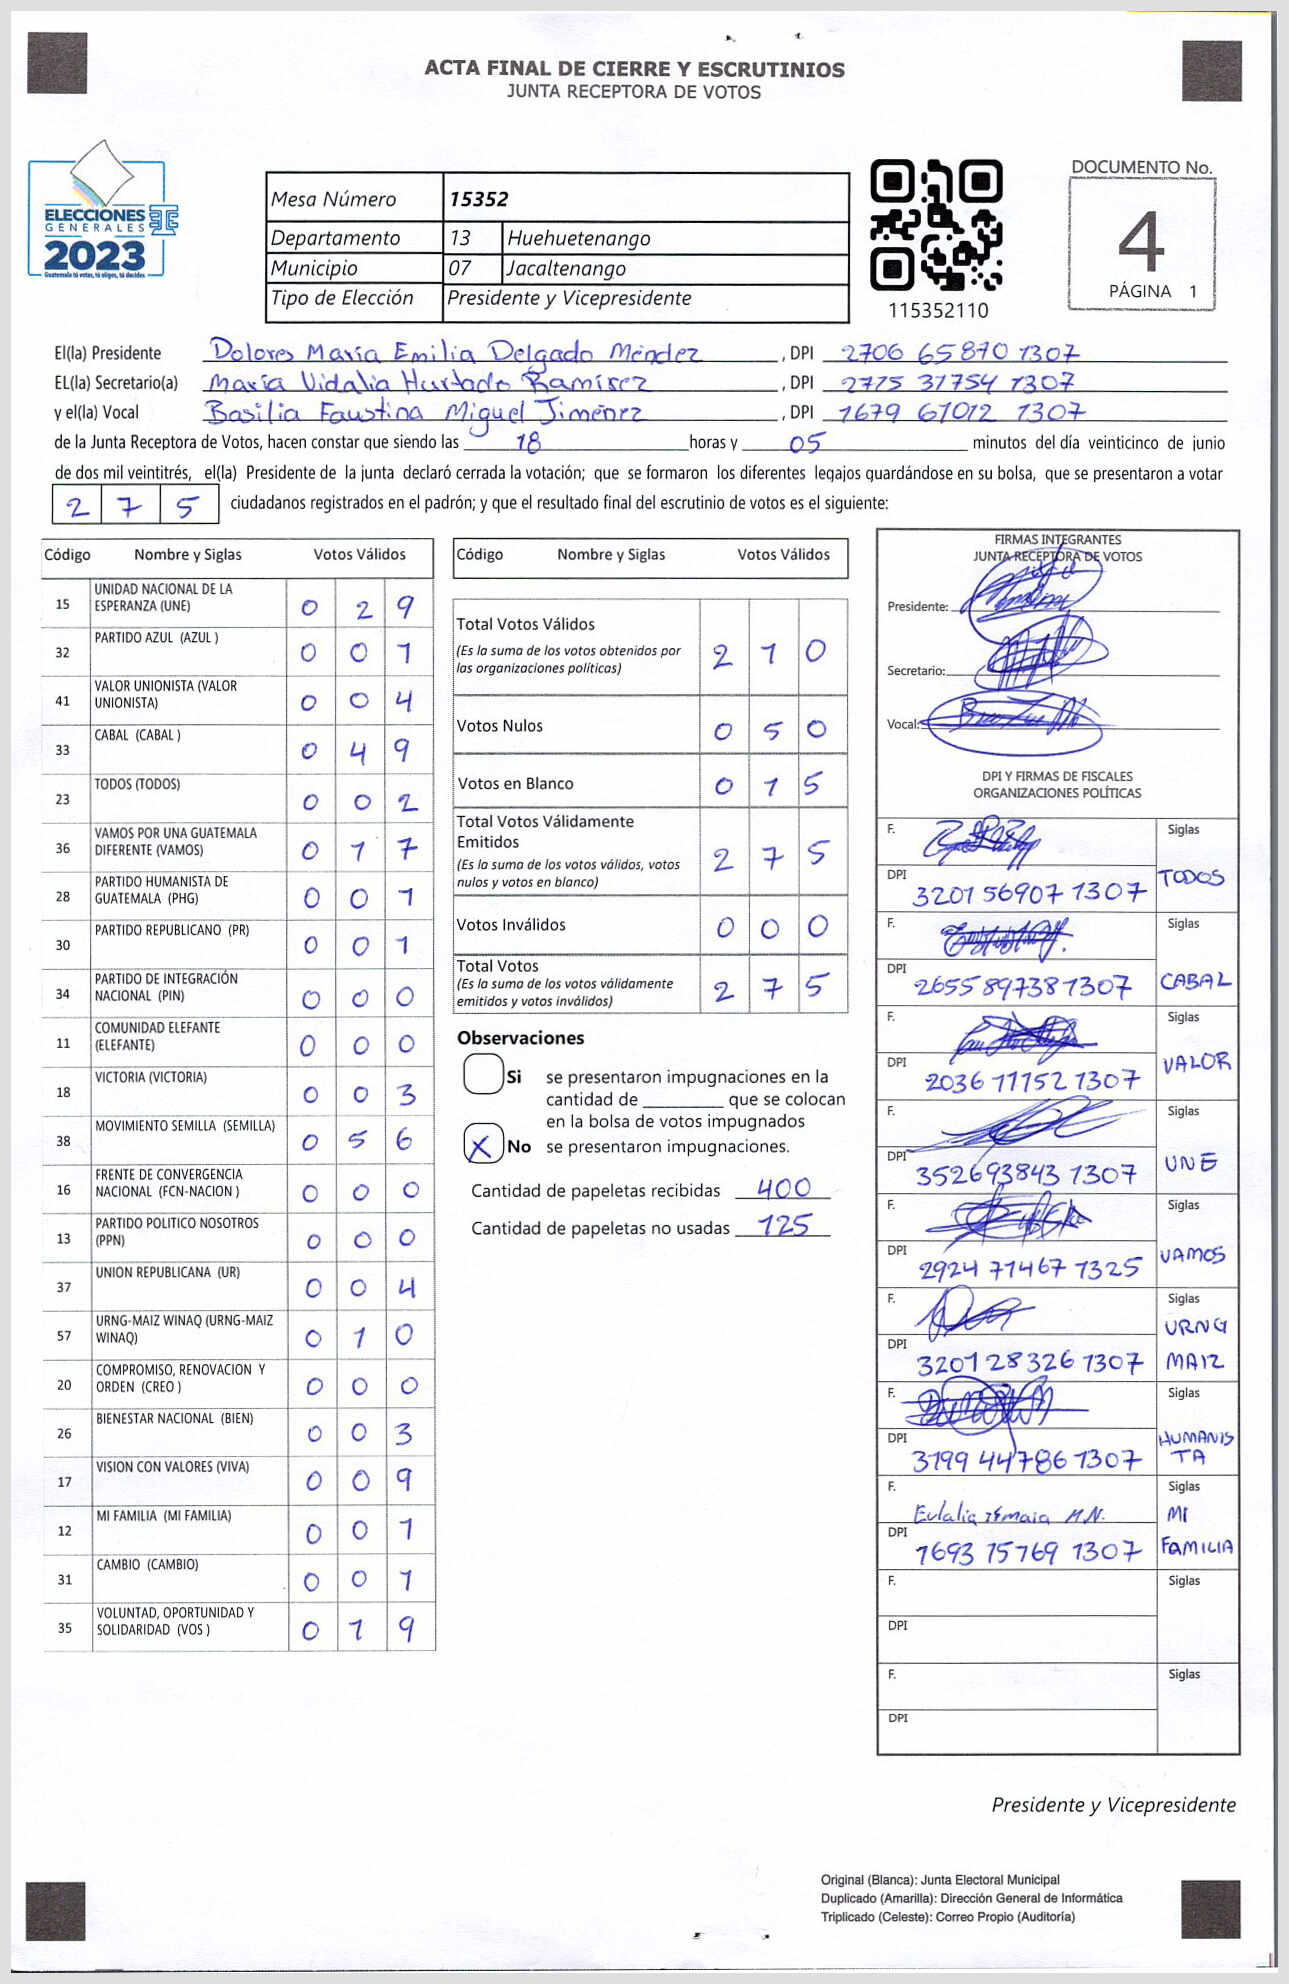 ACTA FINAL DE CIERRE Y ESCRUTINIOS
JUNTA RECEPTORA DE VOTOS
ELECCIONES
GENERALES
2023
Guatemala tú votas, tú eliges, tú decides
Mesa Número 15352
Departamento 13 Huehuetenango
Municipio 07 Jacaltenango
Tipo de Elección Presidente y Vicepresidente
115352110
DOCUMENTO No.
4
PÁGINA 1
El(la) Presidente Dolores María Emilia Delgado Méndez , DPI 2706 65870 1307
EL(la) Secretario(a) María Vidalia Hurtado Ramírez , DPI 2775 31754 1307
y el(la) Vocal Basilia Faustina Miguel Jiménez , DPI 1679 61012 1307
de la Junta Receptora de Votos, hacen constar que siendo las 18 horas y 05 minutos del día veinticinco de junio
de dos mil veintitrés, el(la) Presidente de la junta declaró cerrada la votación; que se formaron los diferentes legajos guardándose en su bolsa, que se presentaron a votar
2 7 5 ciudadanos registrados en el padrón; y que el resultado final del escrutinio de votos es el siguiente:
Código Nombre y Siglas Votos Válidos
15 UNIDAD NACIONAL DE LA ESPERANZA (UNE) 0 2 9
32 PARTIDO AZUL (AZUL ) 0 0 1
41 VALOR UNIONISTA (VALOR UNIONISTA) 0 0 4
33 CABAL (CABAL ) 0 4 9
23 TODOS (TODOS) 0 0 2
36 VAMOS POR UNA GUATEMALA DIFERENTE (VAMOS) 0 1 7
28 PARTIDO HUMANISTA DE GUATEMALA (PHG) 0 0 1
30 PARTIDO REPUBLICANO (PR) 0 0 1
34 PARTIDO DE INTEGRACIÓN NACIONAL (PIN) 0 0 0
11 COMUNIDAD ELEFANTE (ELEFANTE) 0 0 0
18 VICTORIA (VICTORIA) 0 0 3
38 MOVIMIENTO SEMILLA (SEMILLA) 0 5 6
16 FRENTE DE CONVERGENCIA NACIONAL (FCN-NACION ) 0 0 0
13 PARTIDO POLITICO NOSOTROS (PPN) 0 0 0
37 UNION REPUBLICANA (UR) 0 0 4
57 URNG-MAIZ WINAQ (URNG-MAIZ WINAQ) 0 1 0
20 COMPROMISO, RENOVACION Y ORDEN (CREO ) 0 0 0
26 BIENESTAR NACIONAL (BIEN) 0 0 3
17 VISION CON VALORES (VIVA) 0 0 9
12 MI FAMILIA (MI FAMILIA) 0 0 1
31 CAMBIO (CAMBIO) 0 0 1
35 VOLUNTAD, OPORTUNIDAD Y SOLIDARIDAD (VOS ) 0 1 9
Código Nombre y Siglas Votos Válidos
Total Votos Válidos
(Es la suma de los votos obtenidos por
las organizaciones políticas) 2 1 0
Votos Nulos 0 5 0
Votos en Blanco 0 1 5
Total Votos Válidamente
Emitidos
(Es la suma de los votos válidos, votos
nulos y votos en blanco) 2 7 5
Votos Inválidos 0 0 0
Total Votos
(Es la suma de los votos válidamente
emitidos y votos inválidos) 2 7 5
Observaciones
Si se presentaron impugnaciones en la
cantidad de ________ que se colocan
en la bolsa de votos impugnados
X No se presentaron impugnaciones.
Cantidad de papeletas recibidas 400
Cantidad de papeletas no usadas 125
FIRMAS INTEGRANTES
JUNTA RECEPTORA DE VOTOS
Presidente:
Secretario:
Vocal:
DPI Y FIRMAS DE FISCALES
ORGANIZACIONES POLÍTICAS
F. Siglas
DPI 3201 56907 1307 TODOS
F. Siglas
DPI 2655 89738 1307 CABAL
F. Siglas
DPI 2036 11152 1307 VALOR
F. Siglas
DPI 3526 93843 1307 UNE
F. Siglas
DPI 2924 71467 1325 VAMOS
F. Siglas
URNG
DPI 3201 28326 1307 MAIZ
F. Siglas
DPI 3199 44786 1307 HUMANISTA
F. Eulalia M.N. Siglas
MI
DPI 1693 15769 1307 FAMILIA
F. Siglas
DPI
F. Siglas
DPI
Presidente y Vicepresidente
Original (Blanca): Junta Electoral Municipal
Duplicado (Amarilla): Dirección General de Informática
Triplicado (Celeste): Correo Propio (Auditoría)